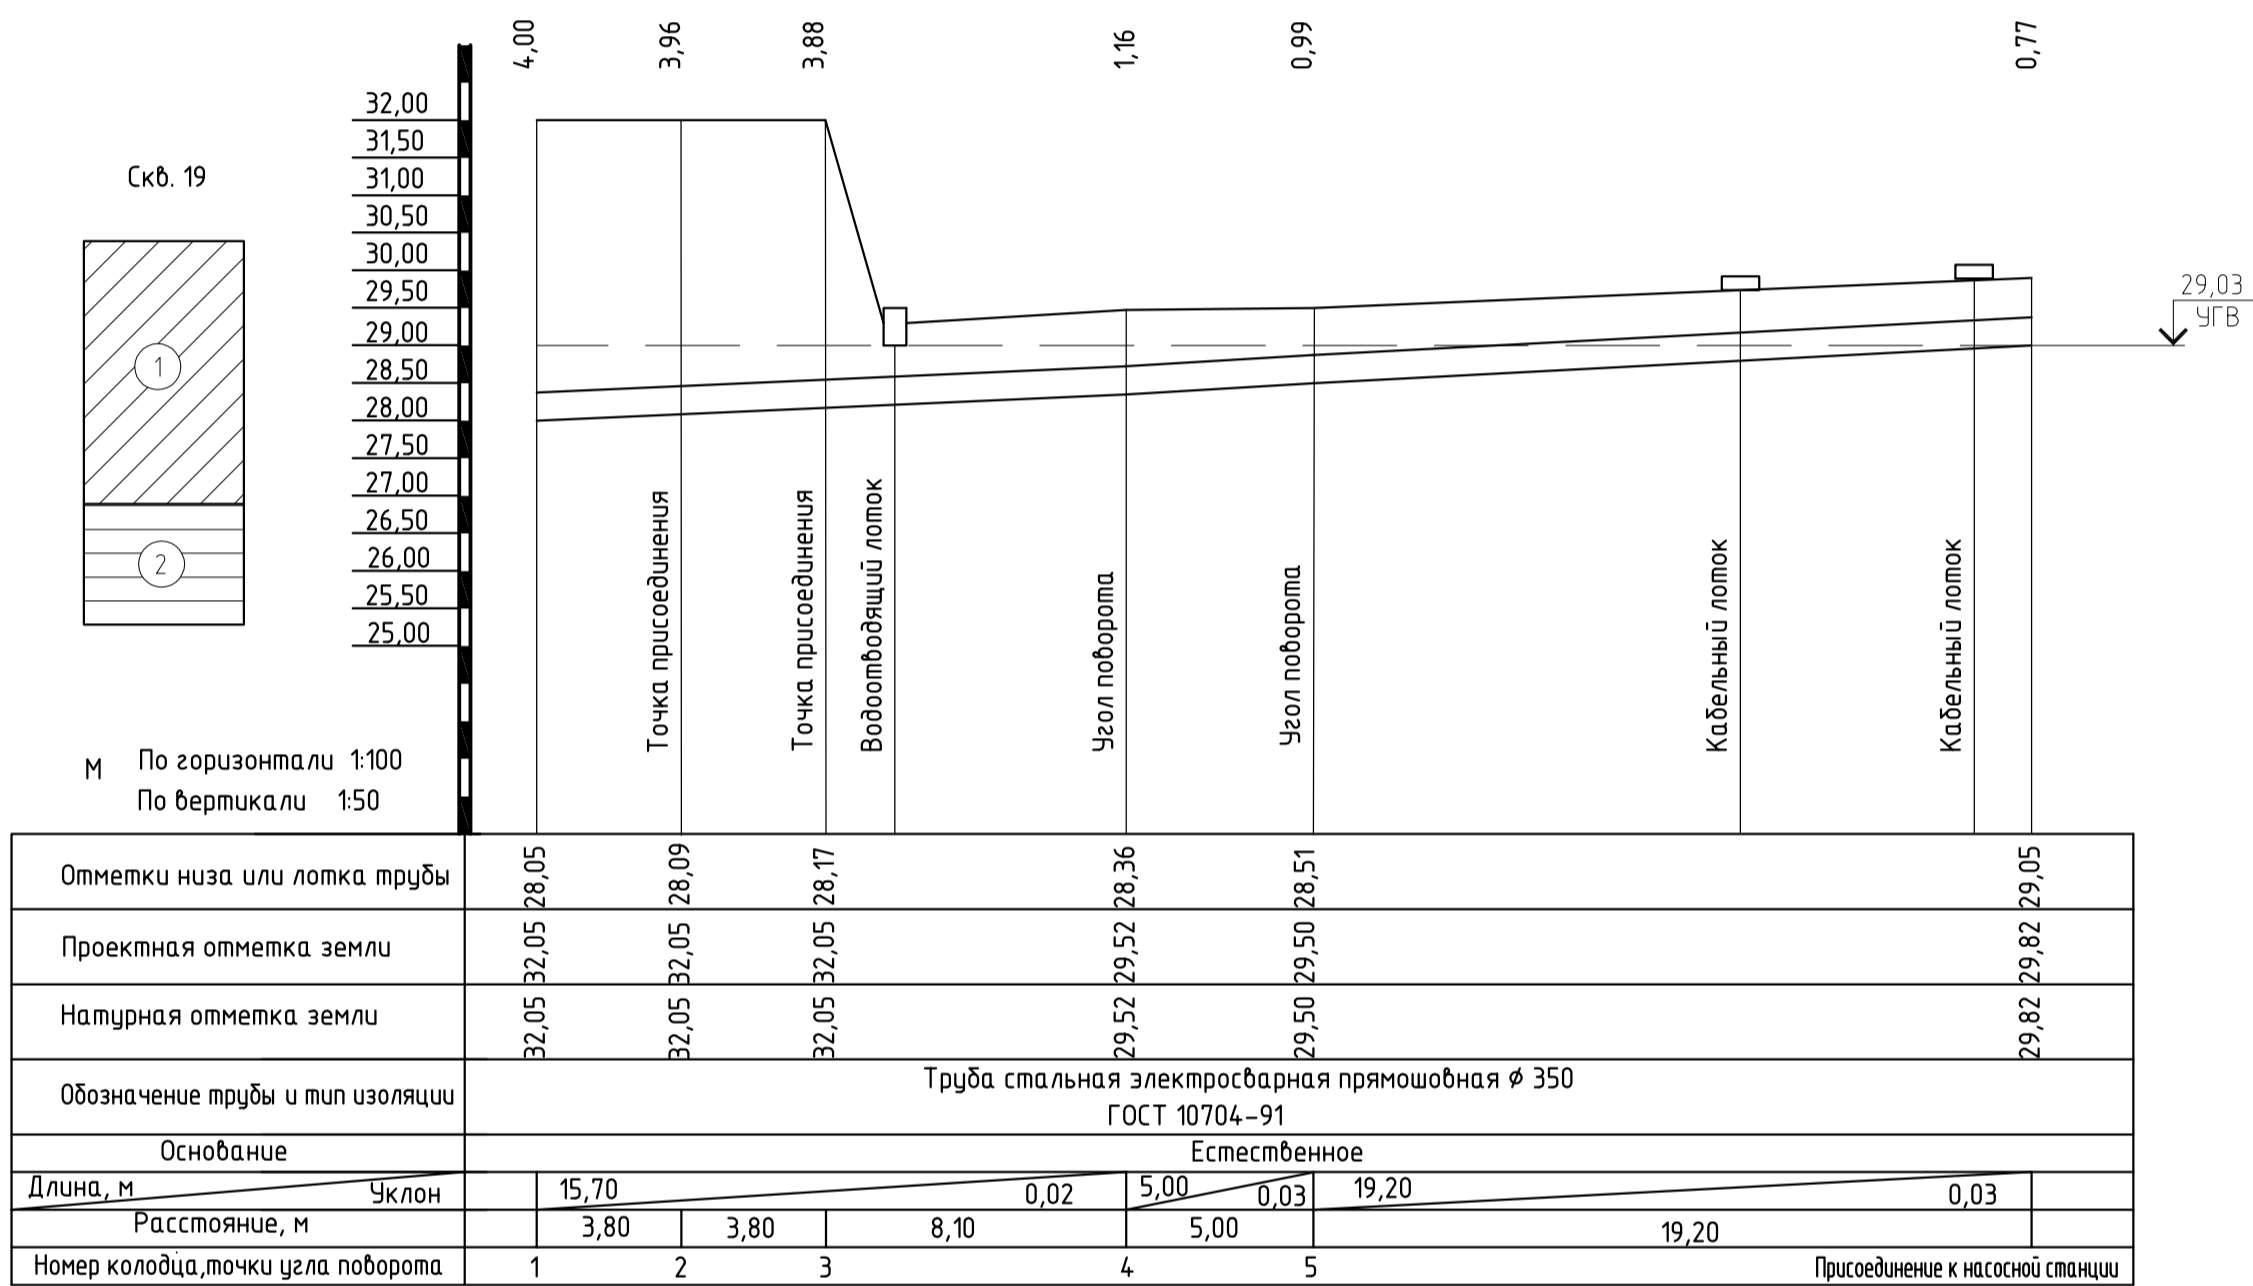 4,00
3,96
3,88
1,16
0,99
0,77
32,00
31,50
31,00
30,50
30,00
29,50
29,00
28,50
28,00
27,50
27,00
26,50
26,00
25,50
25,00
Скв. 19
1
2
29,03
УГВ
Точка присоединения
Точка присоединения
Водоотводящий лоток
Угол поворота
Угол поворота
Кабельный лоток
Кабельный лоток
М По горизонтали 1:100
По вертикали 1:50
Отметки низа или лотка трубы 28,05 28,09 28,17 28,36 28,51 29,05
Проектная отметка земли 32,05 32,05 32,05 29,52 29,50 29,82
Натурная отметка земли 32,05 32,05 32,05 29,52 29,50 29,82
Обозначение трубы и тип изоляции
Труба стальная электросварная прямошовная ϕ 350
ГОСТ 10704-91
Основание Естественное
Длина, м Уклон 15,70 0,02 5,00 0,03 19,20 0,03
Расстояние, м 3,80 3,80 8,10 5,00 19,20
Номер колодца,точки угла поворота 1 2 3 4 5 Присоединение к насосной станции